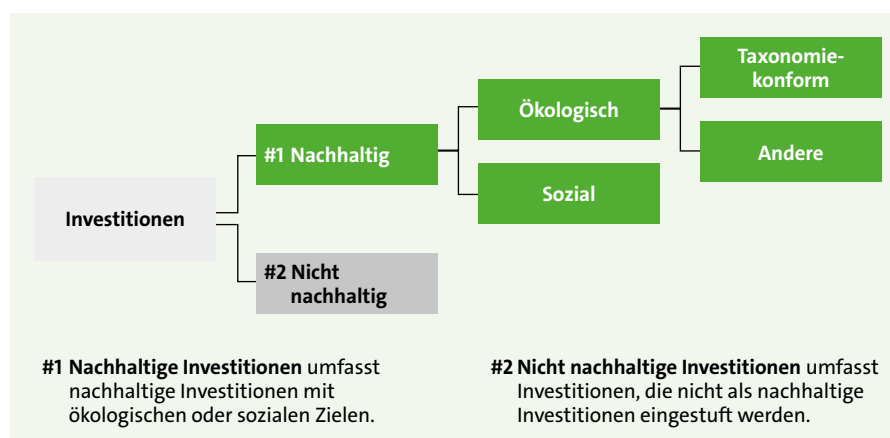 Taxonomie-
konform
Ökologisch
#1 Nachhaltig
Andere
Sozial
Investitionen
#2 Nicht
nachhaltig
#1 Nachhaltige Investitionen umfasst
nachhaltige Investitionen mit
ökologischen oder sozialen Zielen.
#2 Nicht nachhaltige Investitionen umfasst
Investitionen, die nicht als nachhaltige
Investitionen eingestuft werden.